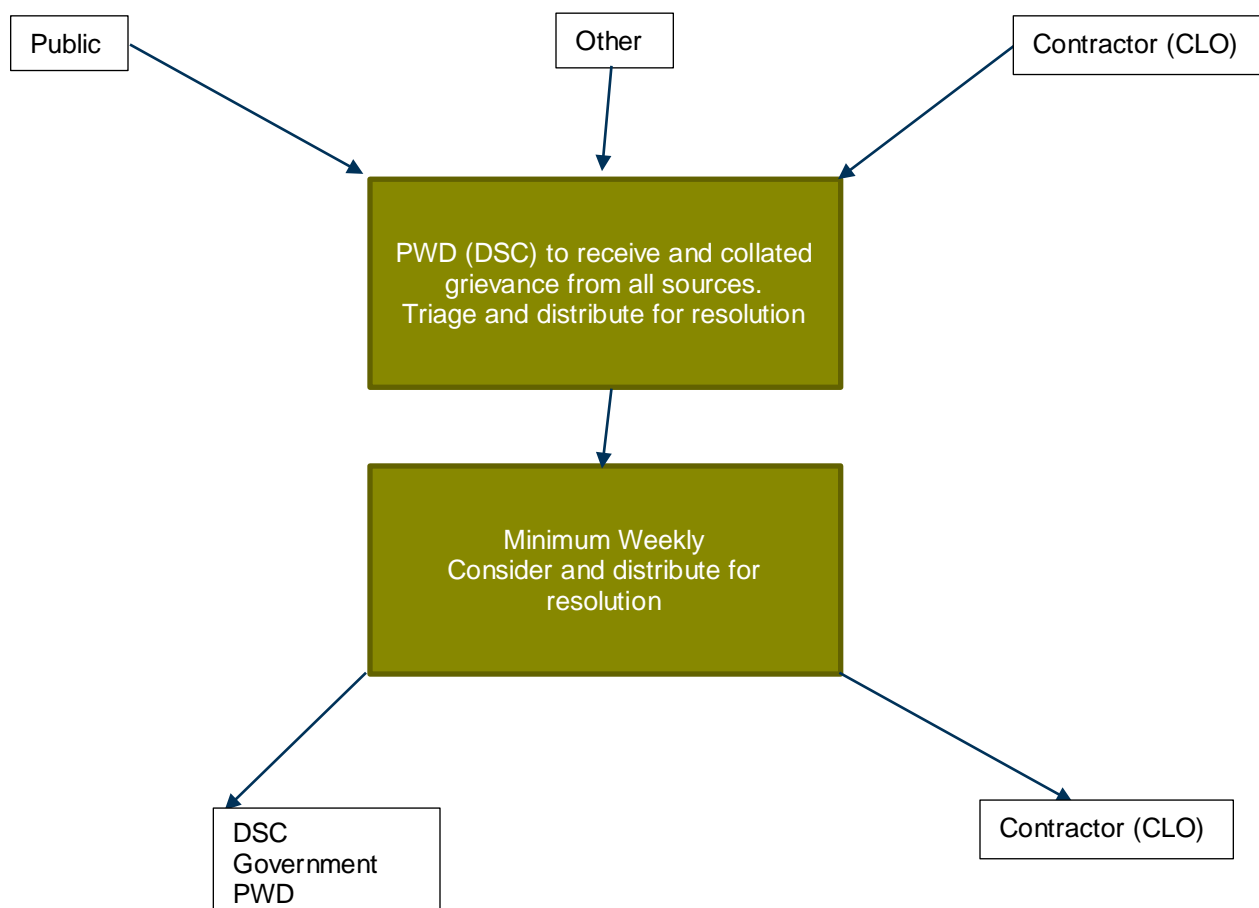 Public
Other
Contractor (CLO)
PWD (DSC) to receive and collated
grievance from all sources.
Triage and distribute for resolution
Minimum Weekly
Consider and distribute for
resolution
DSC
Government
PWD
Contractor (CLO)